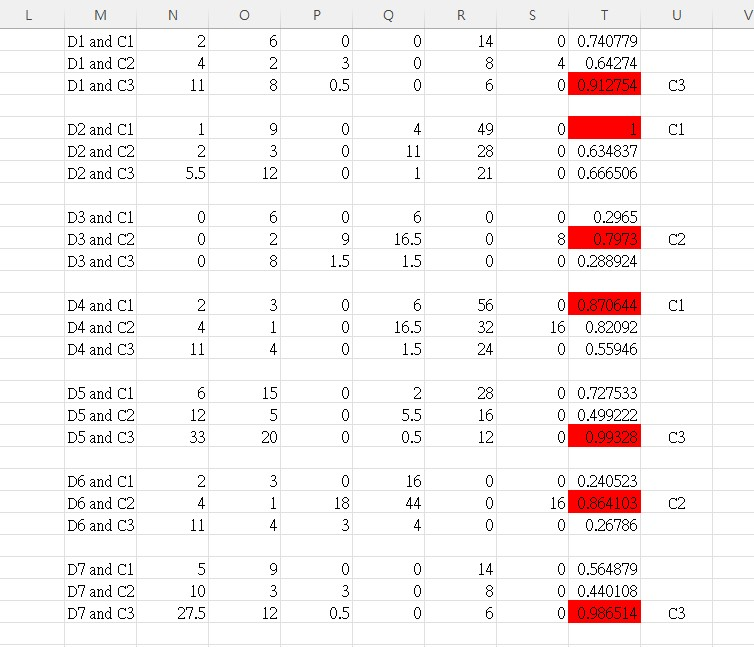 L M N O P Q R S T U V
D1 and C1 2 6 0 0 14 0 0.740779
D1 and C2 4 2 3 0 8 4 0.64274
D1 and C3 11 8 0.5 0 6 0 0.912754 C3
D2 and C1 1 9 0 4 49 0 1 C1
D2 and C2 2 3 0 11 28 0 0.634837
D2 and C3 5.5 12 0 1 21 0 0.666506
D3 and C1 0 6 0 6 0 0 0.2965
D3 and C2 0 2 9 16.5 0 8 0.7973 C2
D3 and C3 0 8 1.5 1.5 0 0 0.288924
D4 and C1 2 3 0 6 56 0 0.870644 C1
D4 and C2 4 1 0 16.5 32 16 0.82092
D4 and C3 11 4 0 1.5 24 0 0.55946
D5 and C1 6 15 0 2 28 0 0.727533
D5 and C2 12 5 0 5.5 16 0 0.499222
D5 and C3 33 20 0 0.5 12 0 0.99328 C3
D6 and C1 2 3 0 16 0 0 0.240523
D6 and C2 4 1 18 44 0 16 0.864103 C2
D6 and C3 11 4 3 4 0 0 0.26786
D7 and C1 5 9 0 0 14 0 0.564879
D7 and C2 10 3 3 0 8 0 0.440108
D7 and C3 27.5 12 0.5 0 6 0 0.986514 C3